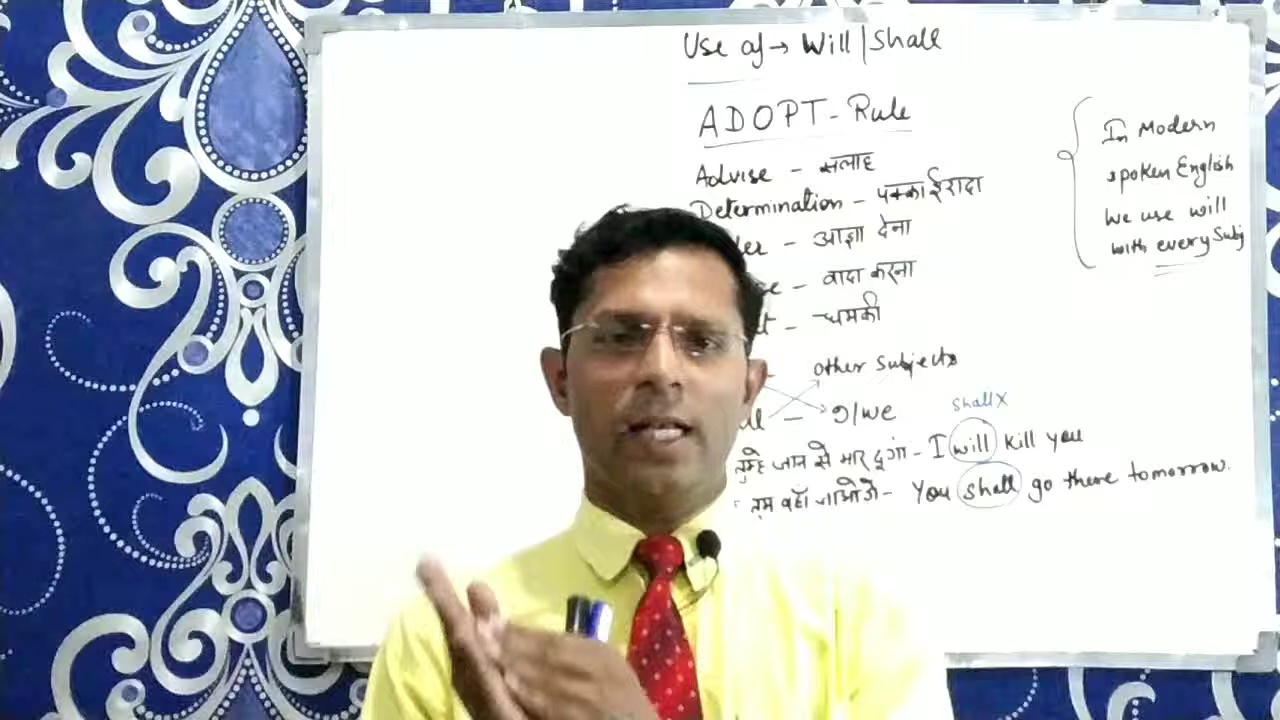 Use of → Will/Shall
ADOPT - Rule
Advise - सलाह
Determination - पक्का ईरादा
- आज्ञा देना
- वादा करना
- धमकी
- other subjects
- I/we
shall x
तुम्हे जान से मार दूंगा - I will kill you
तुम वहाँ जाओगे - You shall go there tomorrow.
In Modern
spoken English
We use will
with every Subj